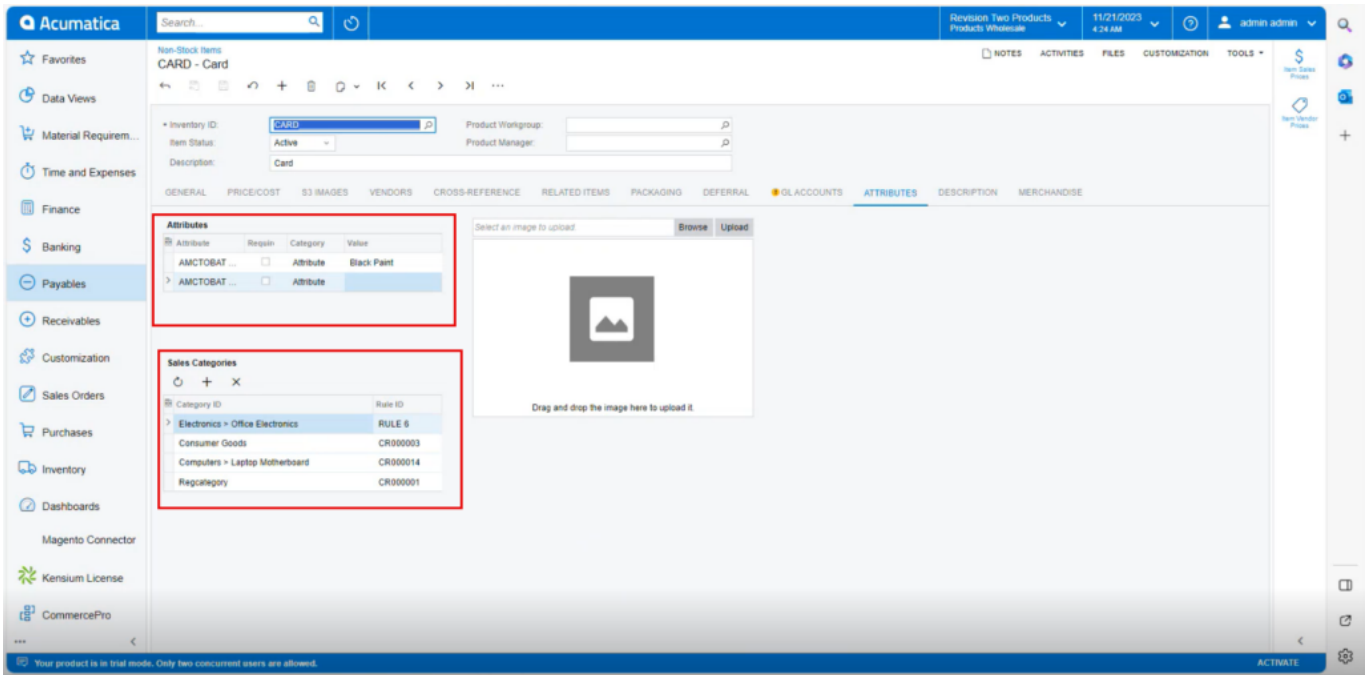 Acumatica
Search...
Revision Two Products
Products Wholesale
11/21/2023
4:24 AM
admin admin
Favorites
Data Views
Material Requirem...
Time and Expenses
Finance
Banking
Payables
Receivables
Customization
Sales Orders
Purchases
Inventory
Dashboards
Magento Connector
Kensium License
CommercePro
Non-Stock Items
CARD - Card
NOTES ACTIVITIES FILES CUSTOMIZATION TOOLS
Item Sales
Prices
Item Vendor
Prices
Inventory ID: CARD
Product Workgroup:
Item Status: Active
Product Manager:
Description: Card
GENERAL PRICE/COST S3 IMAGES VENDORS CROSS-REFERENCE RELATED ITEMS PACKAGING DEFERRAL GL ACCOUNTS ATTRIBUTES DESCRIPTION MERCHANDISE
Attributes
Attribute Requin Category Value
AMCTOBAT ... Attribute Black Paint
AMCTOBAT ... Attribute
Select an image to upload.
Browse Upload
Drag and drop the image here to upload it.
Sales Categories
Category ID Rule ID
Electronics > Office Electronics RULE 6
Consumer Goods CR000003
Computers > Laptop Motherboard CR000014
Regcategory CR000001
Your product is in trial mode. Only two concurrent users are allowed.
ACTIVATE